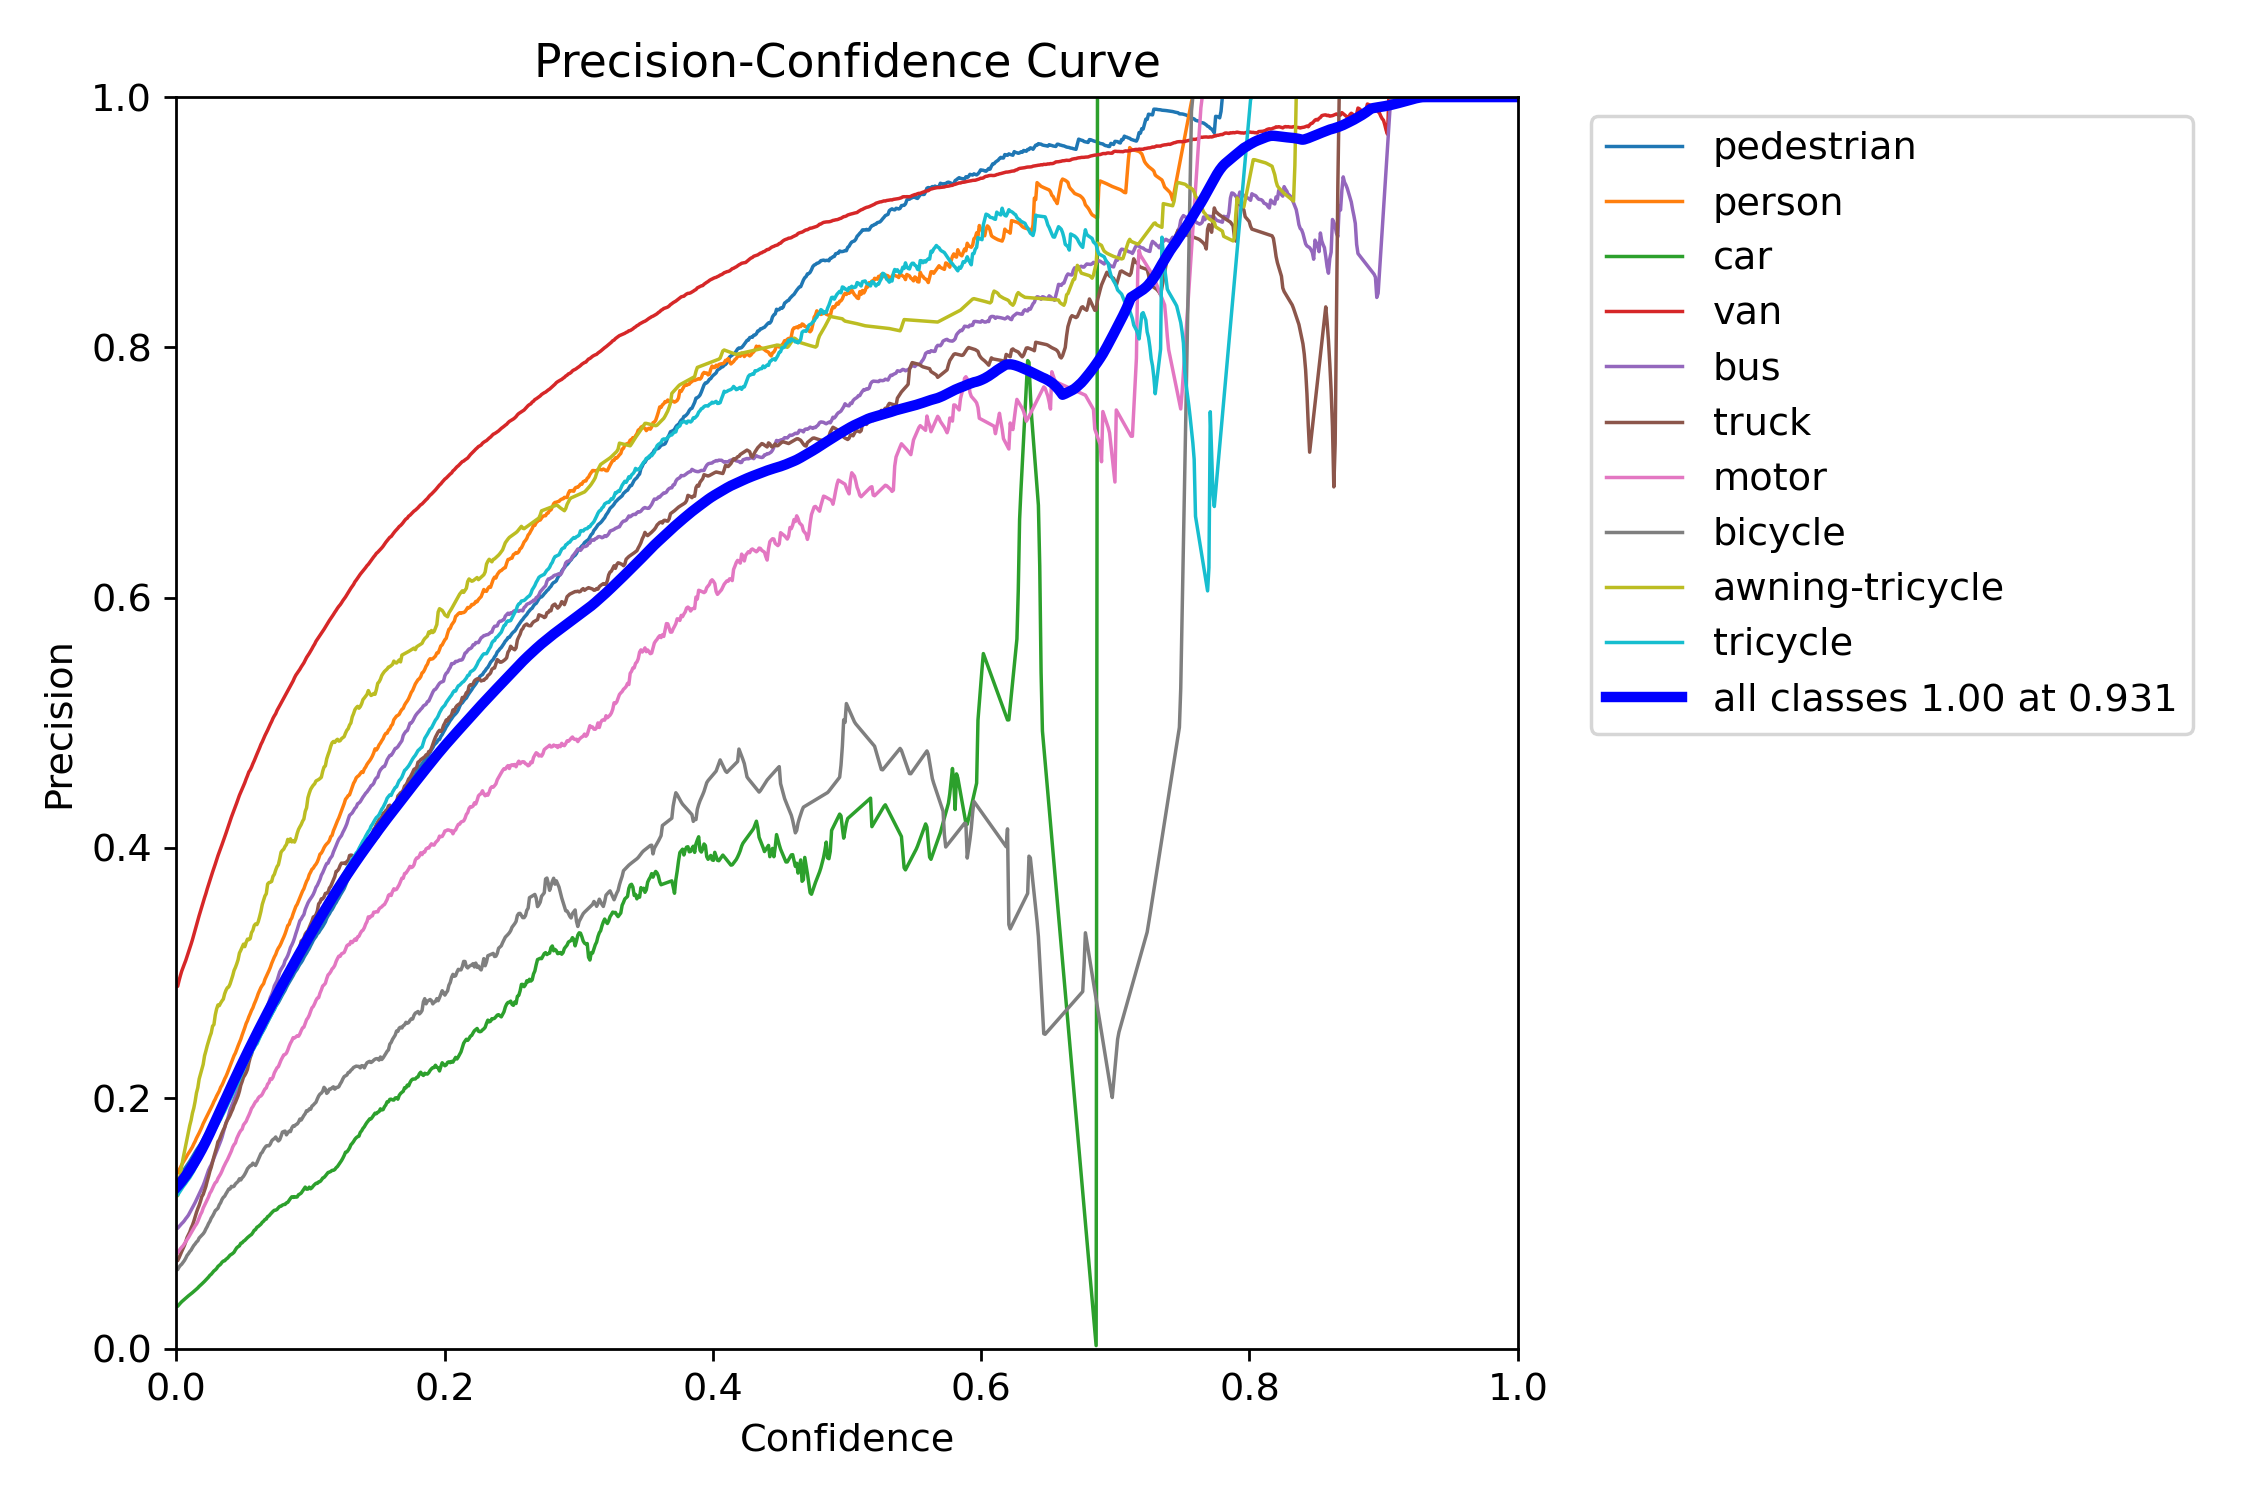 Precision-Confidence Curve
1.0
0.8
0.6
0.4
0.2
0.0
Precision
0.0 0.2 0.4 0.6 0.8 1.0
Confidence
pedestrian
person
car
van
bus
truck
motor
bicycle
awning-tricycle
tricycle
all classes 1.00 at 0.931